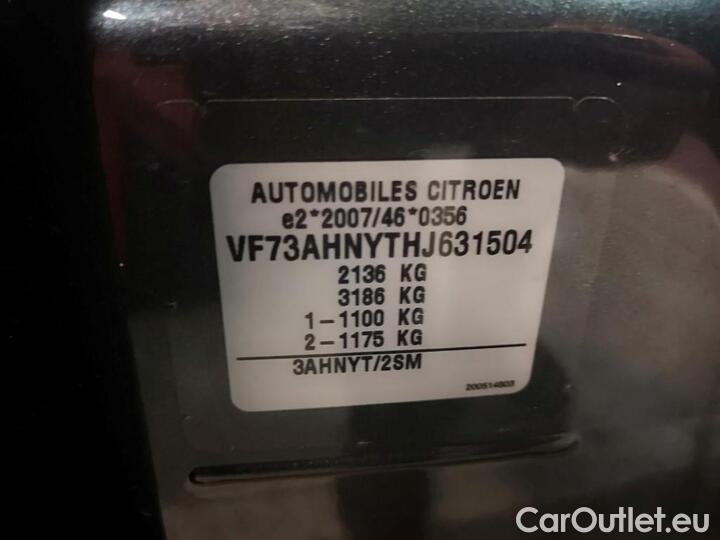 AUTOMOBILES CITROEN
e2*2007/46*0356
VF73AHNYTHJ631504
2136 KG
3186 KG
1-1100 KG
2-1175 KG
3AHNYT/2SM
200514803
CarOutlet.eu